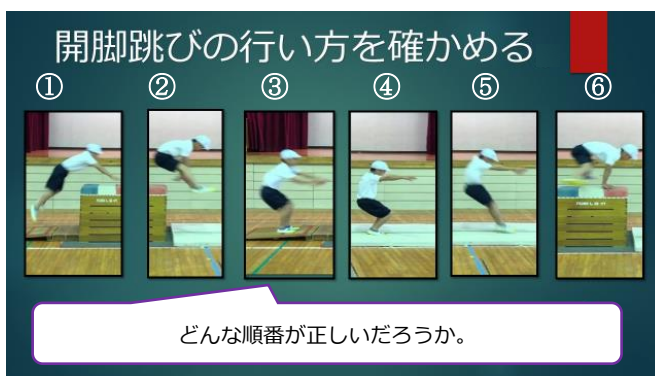 開脚跳びの行い方を確かめる
① ② ③ ④ ⑤ ⑥
どんな順番が正しいだろうか。